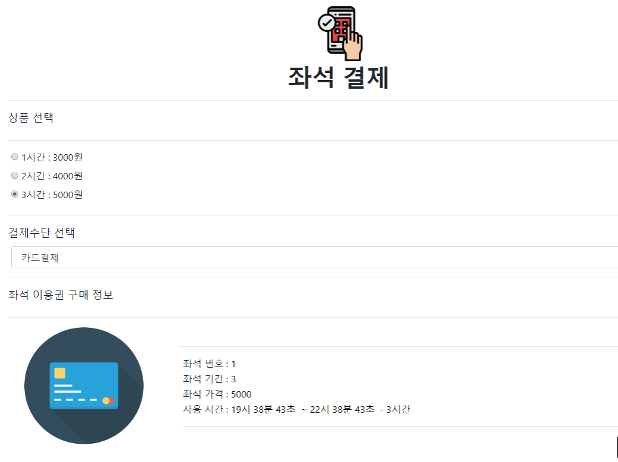 좌석 결제
상품 선택
1시간 : 3000원
2시간 : 4000원
3시간 : 5000원
결제수단 선택
카드결제
좌석 이용권 구매 정보
좌석 번호 : 1
좌석 기간 : 3
좌석 가격 : 5000
사용 시간 : 19시 38분 43초 ~ 22시 38분 43초 - 3시간